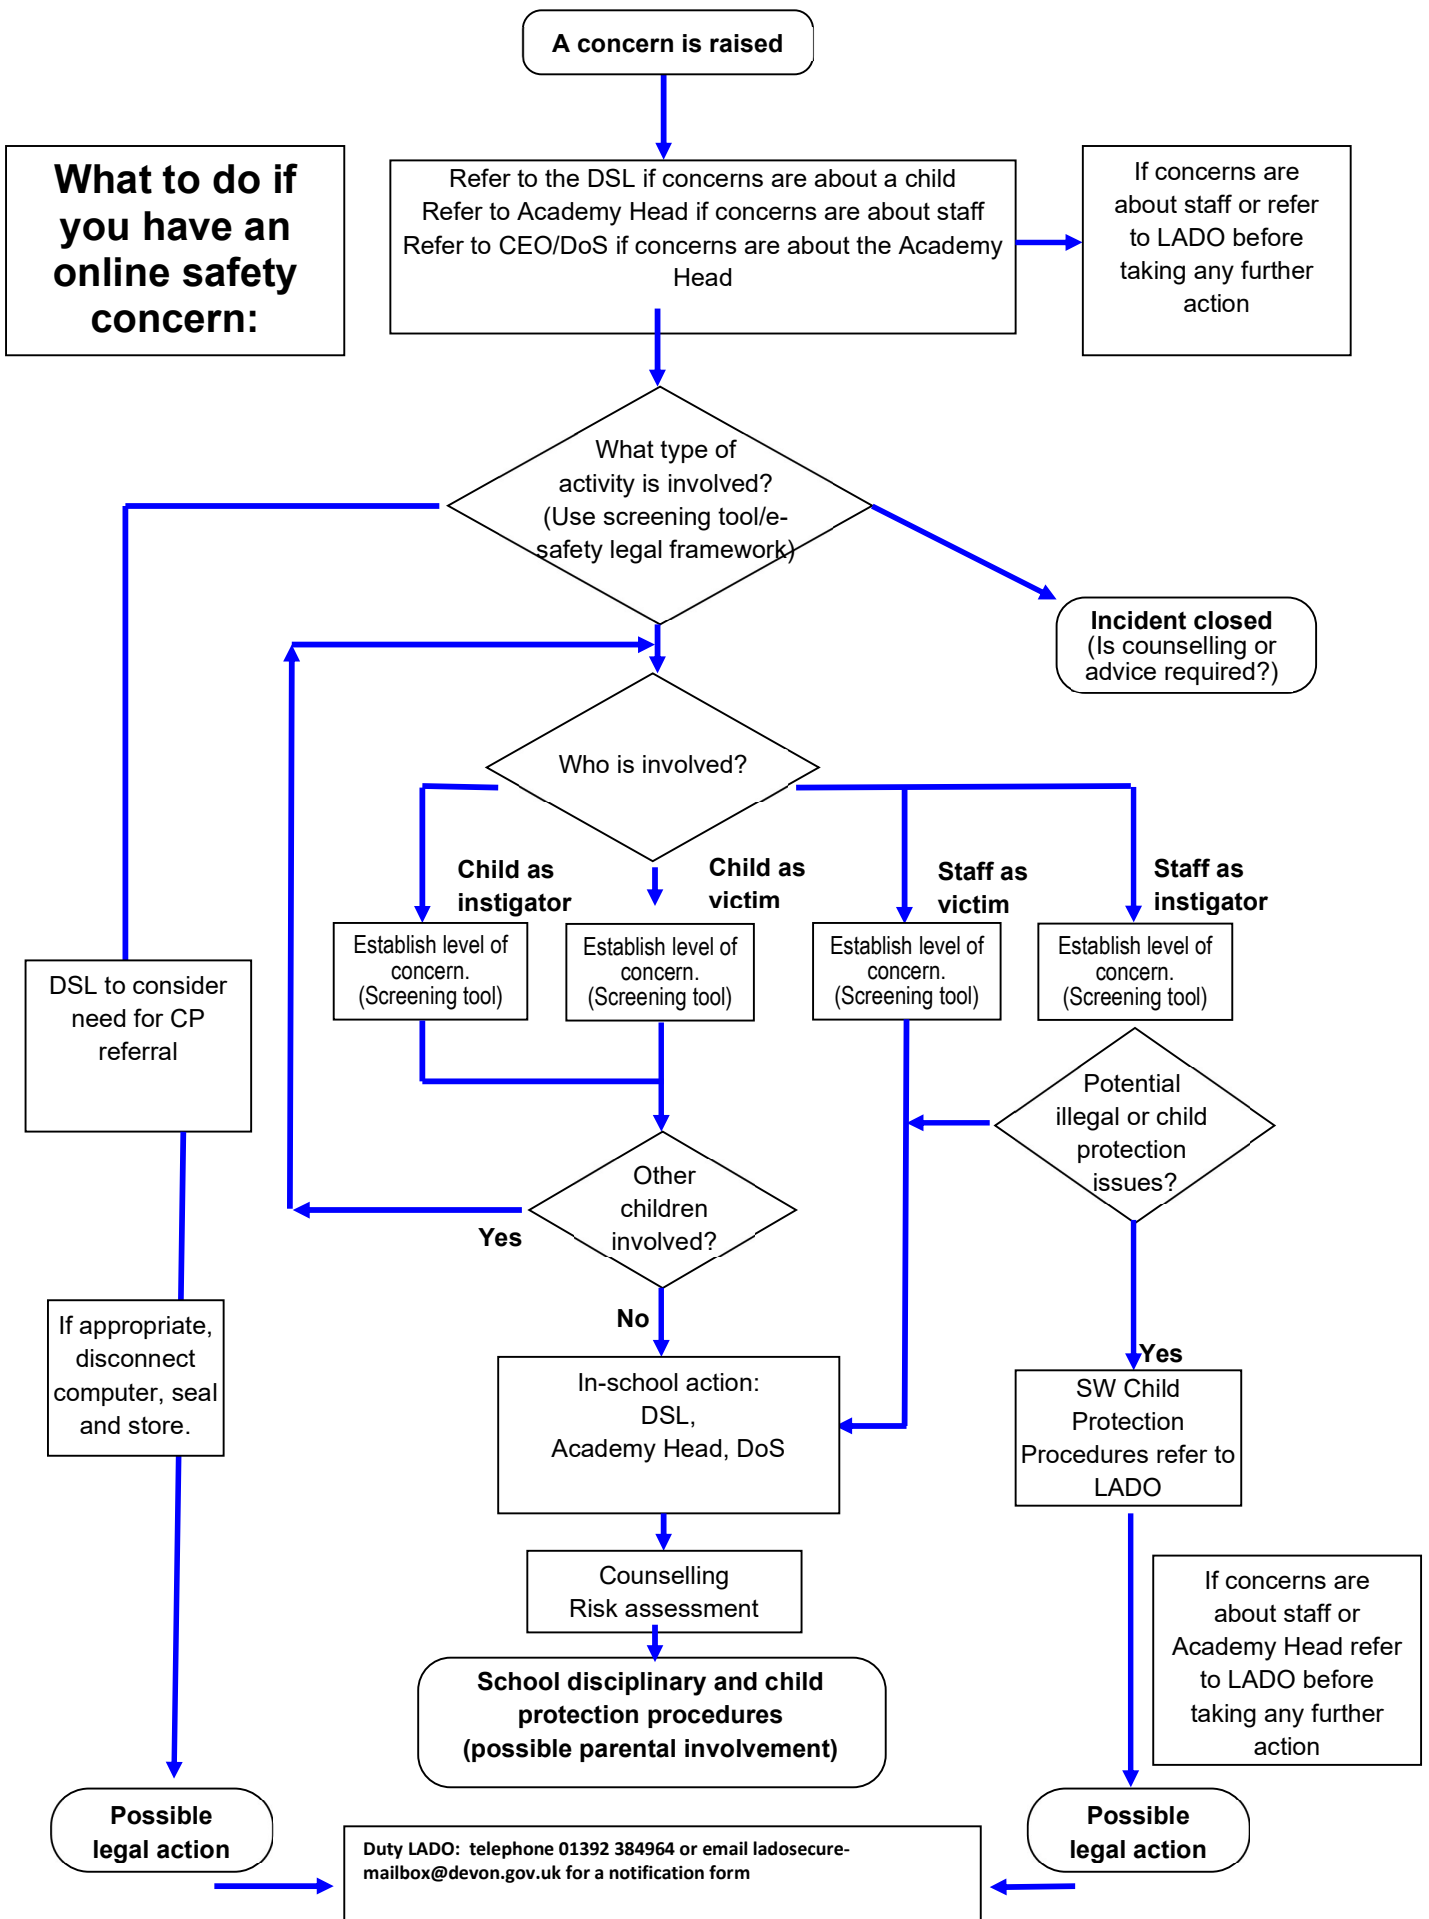 A concern is raised
What to do if
you have an
online safety
concern:
Refer to the DSL if concerns are about a child
Refer to Academy Head if concerns are about staff
Refer to CEO/DoS if concerns are about the Academy
Head
If concerns are
about staff or refer
to LADO before
taking any further
action
What type of
activity is involved?
(Use screening tool/e-
safety legal framework)
Incident closed
(Is counselling or
advice required?)
Who is involved?
Child as
instigator
Child as
victim
Staff as
victim
Staff as
instigator
Establish level of
concern.
(Screening tool)
Establish level of
concern.
(Screening tool)
Establish level of
concern.
(Screening tool)
Establish level of
concern.
(Screening tool)
DSL to consider
need for CP
referral
Potential
illegal or child
protection
issues?
Other
children
involved?
Yes
No
Yes
If appropriate,
disconnect
computer, seal
and store.
In-school action:
DSL,
Academy Head, DoS
SW Child
Protection
Procedures refer to
LADO
Counselling
Risk assessment
If concerns are
about staff or
Academy Head refer
to LADO before
taking any further
action
School disciplinary and child
protection procedures
(possible parental involvement)
Possible
legal action
Possible
legal action
Duty LADO:  telephone 01392 384964 or email ladosecure-
mailbox@devon.gov.uk for a notification form